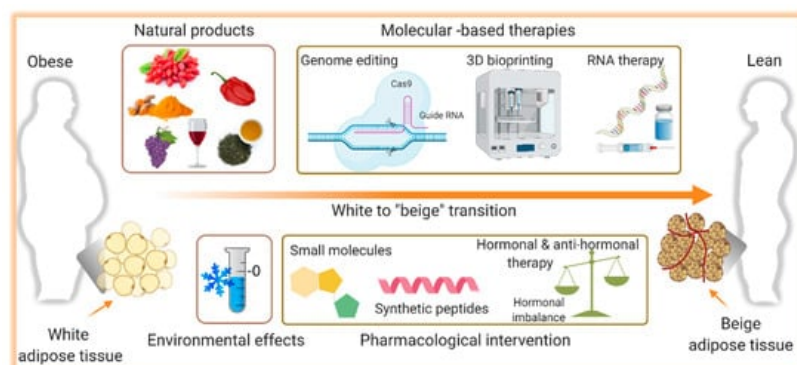 Natural products
Molecular -based therapies
Obese
Lean
Genome editing
3D bioprinting
RNA therapy
Cas9
Guide RNA
White to "beige" transition
-0
Small molecules
Synthetic peptides
Hormonal & anti-hormonal
therapy
Hormonal
imbalance
White
adipose tissue
Environmental effects
Pharmacological intervention
Beige
adipose tissue